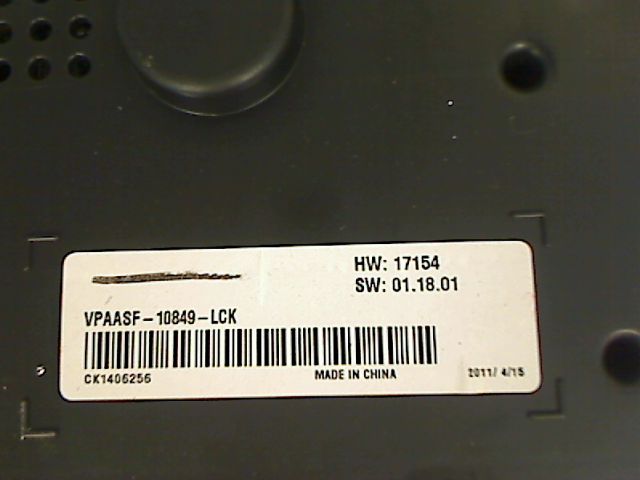 HW: 17154
SW: 01.18.01
VPAASF-10849-LCK
CK1406256
MADE IN CHINA
2011/ 4/15